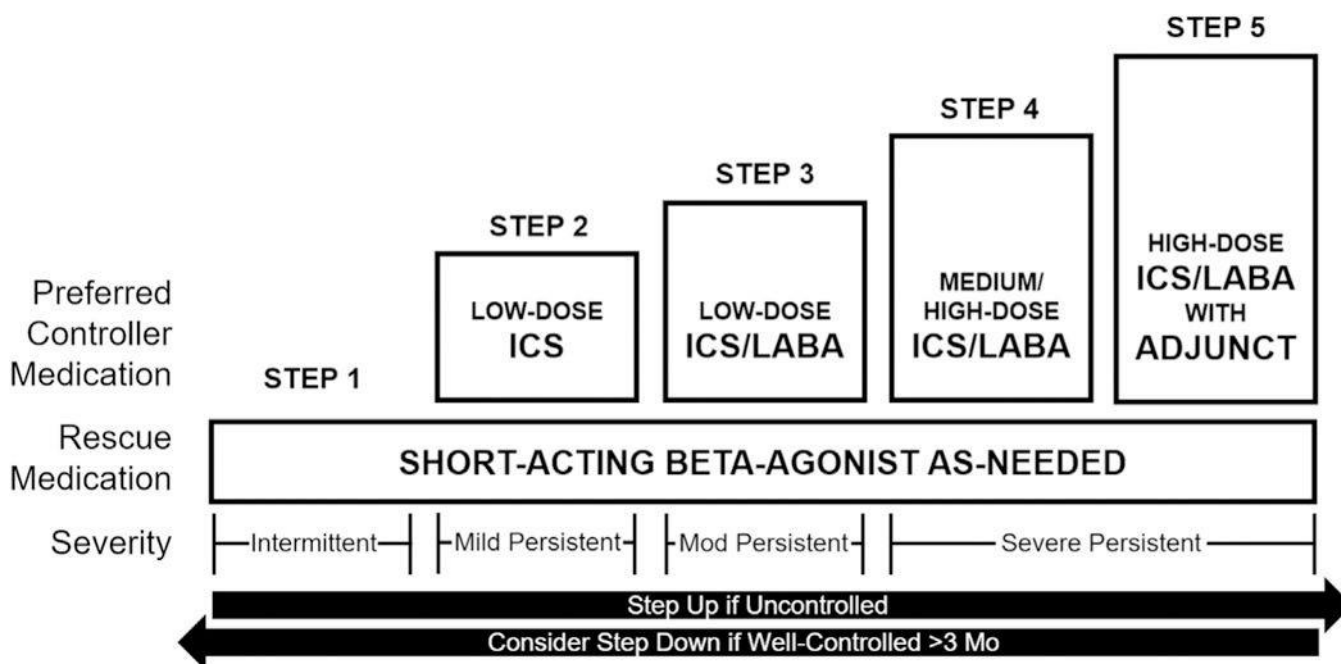 STEP 5
STEP 4
STEP 3
STEP 2
STEP 1
Preferred
Controller
Medication
LOW-DOSE
ICS
LOW-DOSE
ICS/LABA
MEDIUM/
HIGH-DOSE
ICS/LABA
HIGH-DOSE
ICS/LABA
WITH
ADJUNCT
Rescue
Medication
SHORT-ACTING BETA-AGONIST AS-NEEDED
Severity
Intermittent
Mild Persistent
Mod Persistent
Severe Persistent
Step Up if Uncontrolled
Consider Step Down if Well-Controlled >3 Mo